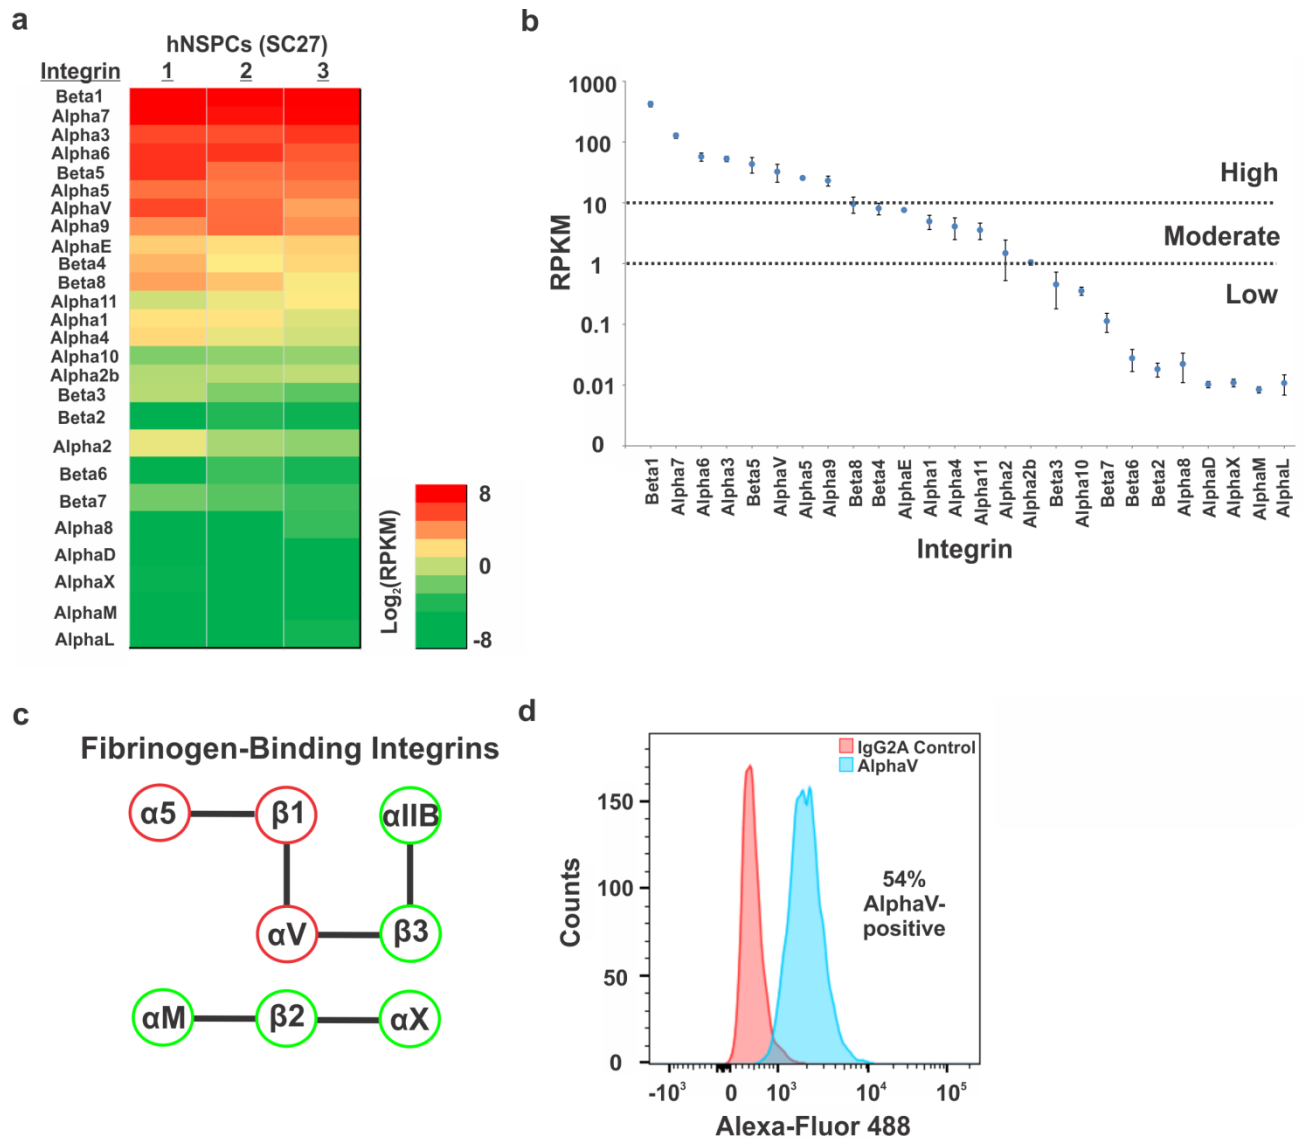 a
hNSPCs (SC27)
Integrin 1 2 3
Beta1
Alpha7
Alpha3
Alpha6
Beta5
Alpha5
AlphaV
Alpha9
AlphaE
Beta4
Beta8
Alpha11
Alpha1
Alpha4
Alpha10
Alpha2b
Beta3
Beta2
Alpha2
Beta6
Beta7
Alpha8
AlphaD
AlphaX
AlphaM
AlphaL
Log₂(RPKM)
8
0
-8
b
RPKM
1000
100
10
1
0.1
0.01
0
High
Moderate
Low
Beta1
Alpha7
Alpha6
Alpha3
Beta5
AlphaV
Alpha5
Alpha9
Beta8
Beta4
AlphaE
Alpha1
Alpha4
Alpha11
Alpha2
Alpha2b
Beta3
Alpha10
Beta7
Beta6
Beta2
Alpha8
AlphaD
AlphaX
AlphaM
AlphaL
Integrin
c
Fibrinogen-Binding Integrins
α5 β1 αIIB
αV β3
αM β2 αX
d
IgG2A Control
AlphaV
Counts
150
100
50
0
54%
AlphaV-
positive
-10³ 0 10³ 10⁴ 10⁵
Alexa-Fluor 488